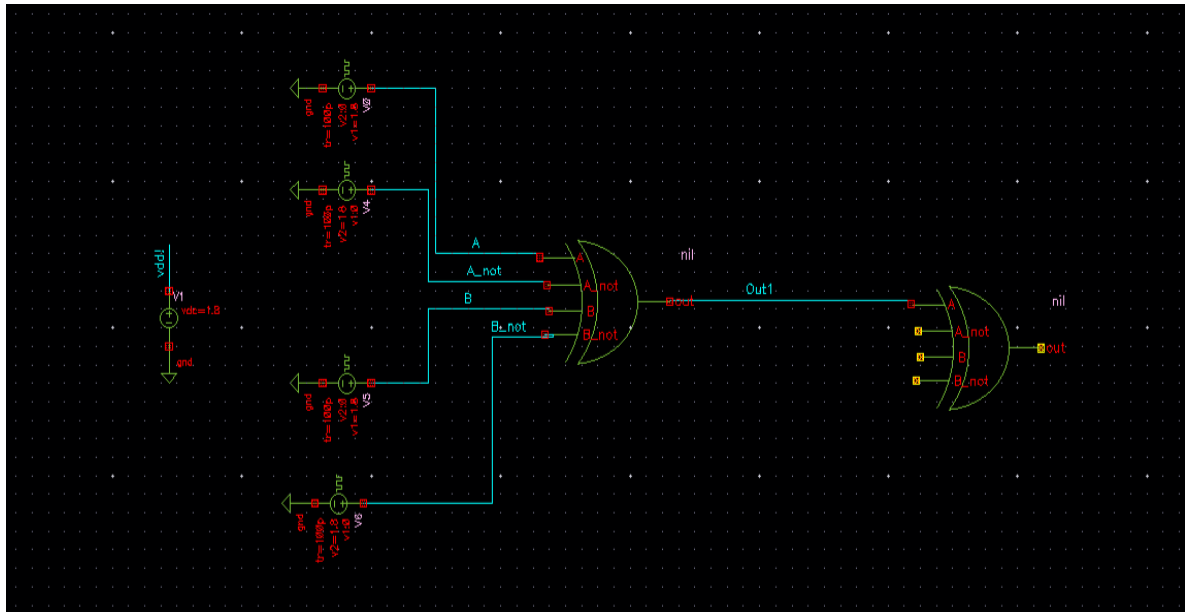 gnd
tr=100p
v2:0
v1=1.8
V0
gnd
tr=100p
v2=1.8
v1:0
V4
vdd!
V1
vdc=1.8
gnd
A
A_not
B
B_not
A
A_not
B
B_not
out
nil
Out1
A
A_not
B
B_not
out
nil
gnd
tr=100p
v2:0
v1=1.8
V5
gnd
tr=100p
v2=1.8
v1:0
V6